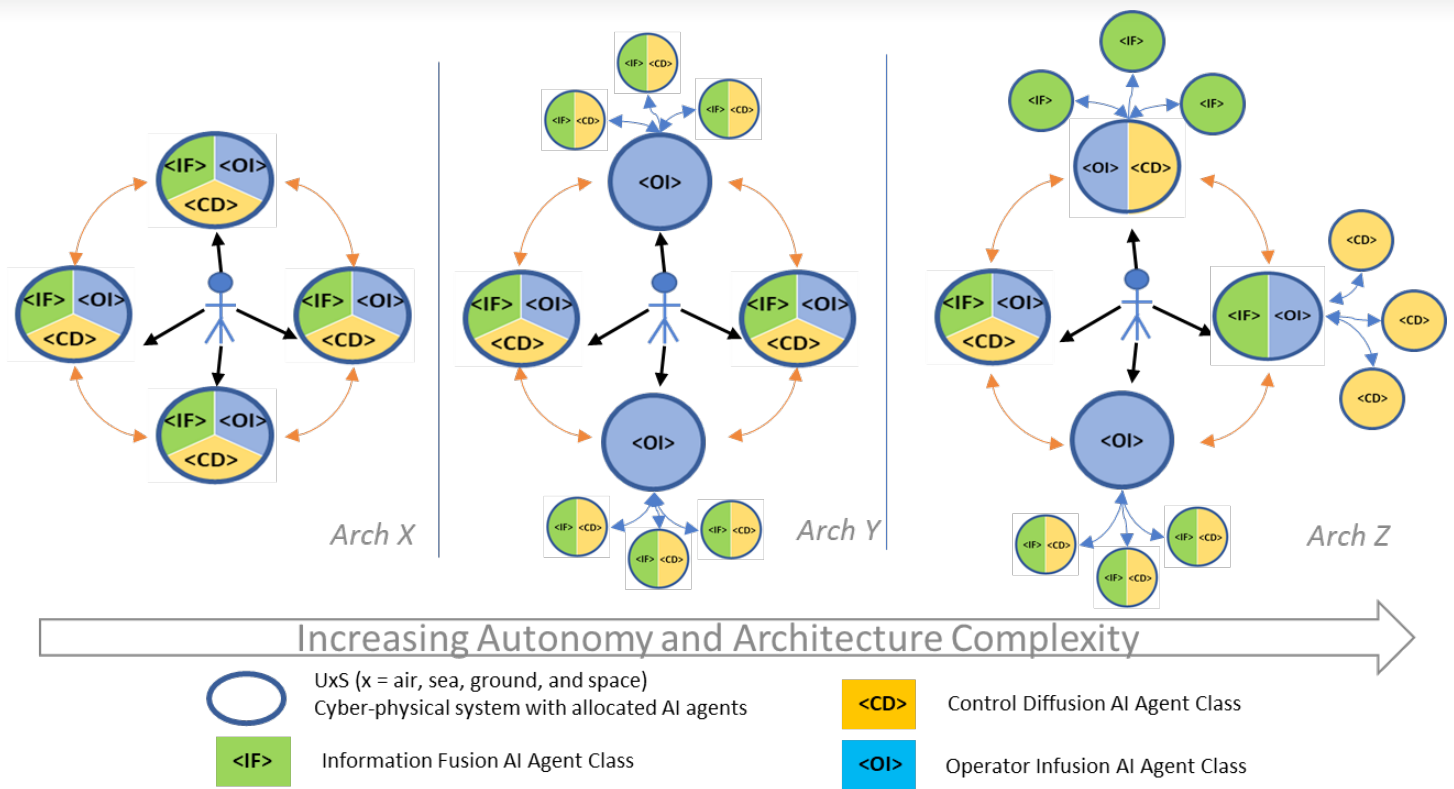 <IF> <OI>
<CD>
<IF> <OI>
<CD>
<IF> <OI>
<CD>
<IF> <OI>
<CD>
Arch X
<IF> <CD>
<IF> <CD>
<IF> <CD>
<OI>
<IF> <OI>
<CD>
<IF> <OI>
<CD>
<OI>
<IF> <CD>
<IF> <CD>
<IF> <CD>
Arch Y
<IF>
<IF>
<IF>
<OI> <CD>
<CD>
<IF> <OI>
<CD>
<IF> <OI>
<CD>
<CD>
<OI>
<IF> <CD>
<IF> <CD>
<IF> <CD>
Arch Z
Increasing Autonomy and Architecture Complexity
UxS (x = air, sea, ground, and space)
Cyber-physical system with allocated AI agents
<IF> Information Fusion AI Agent Class
<CD> Control Diffusion AI Agent Class
<OI> Operator Infusion AI Agent Class